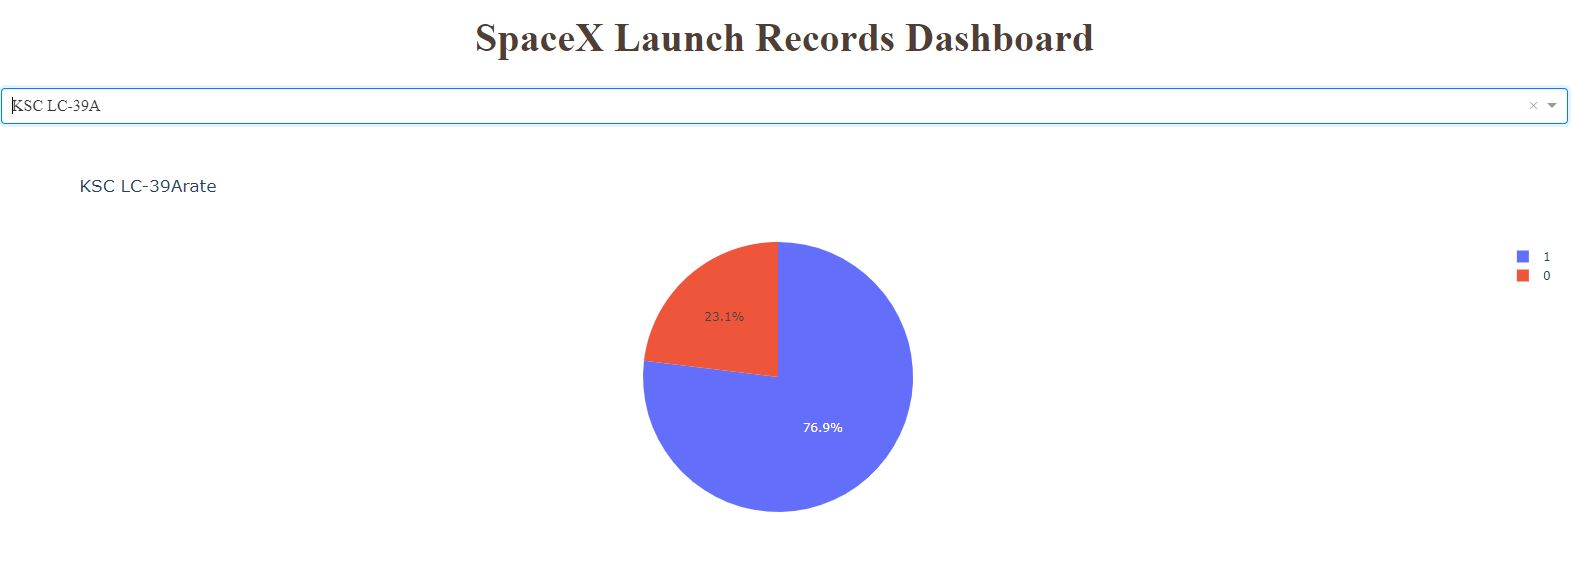 SpaceX Launch Records Dashboard
KSC LC-39A
KSC LC-39Arate
1
0
23.1%
76.9%